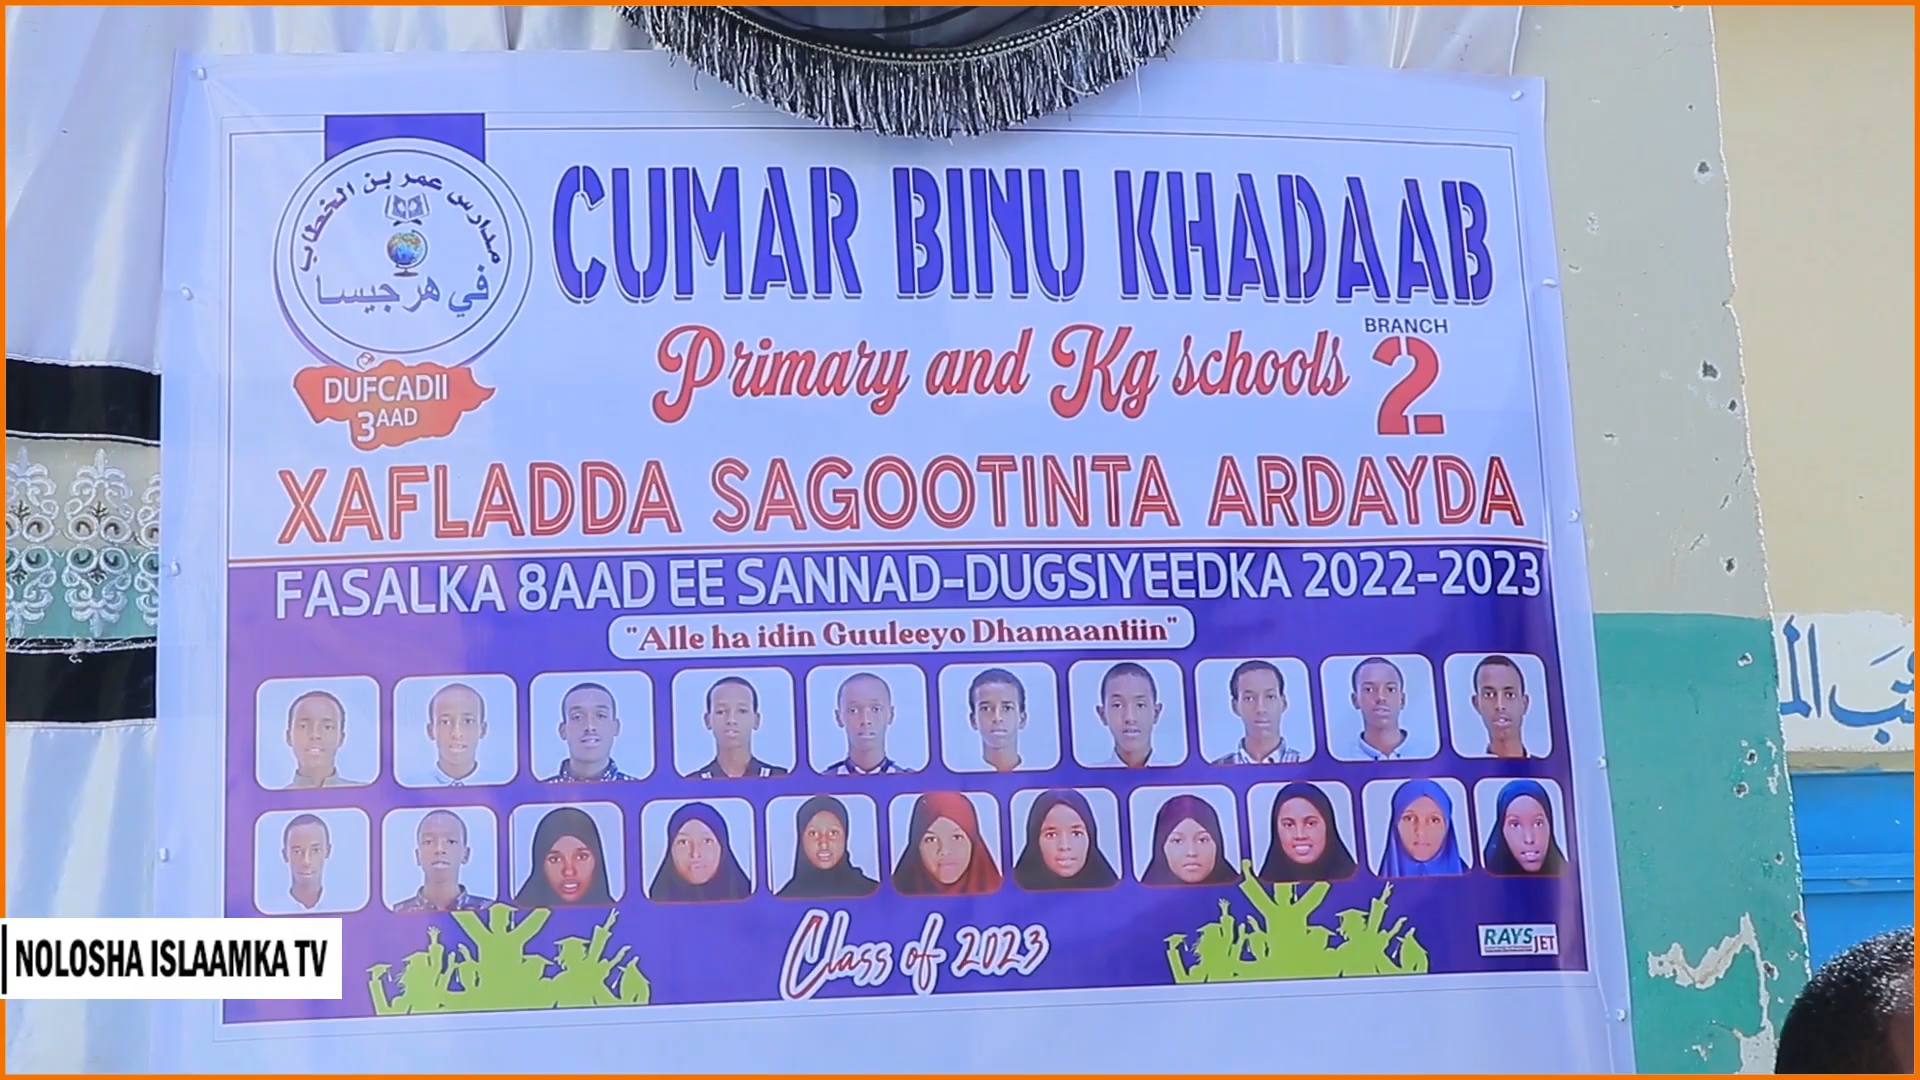 مدارس عمر بن الخطاب
في هرجيسا
DUFCADII
3AAD
CUMAR BINU KHADAAB
Primary and Kg schools
BRANCH
2
XAFLADDA SAGOOTINTA ARDAYDA
FASALKA 8AAD EE SANNAD-DUGSIYEEDKA 2022-2023
"Alle ha idin Guuleeyo Dhamaantiin"
Class of 2023
RAYS JET
NOLOSHA ISLAAMKA TV